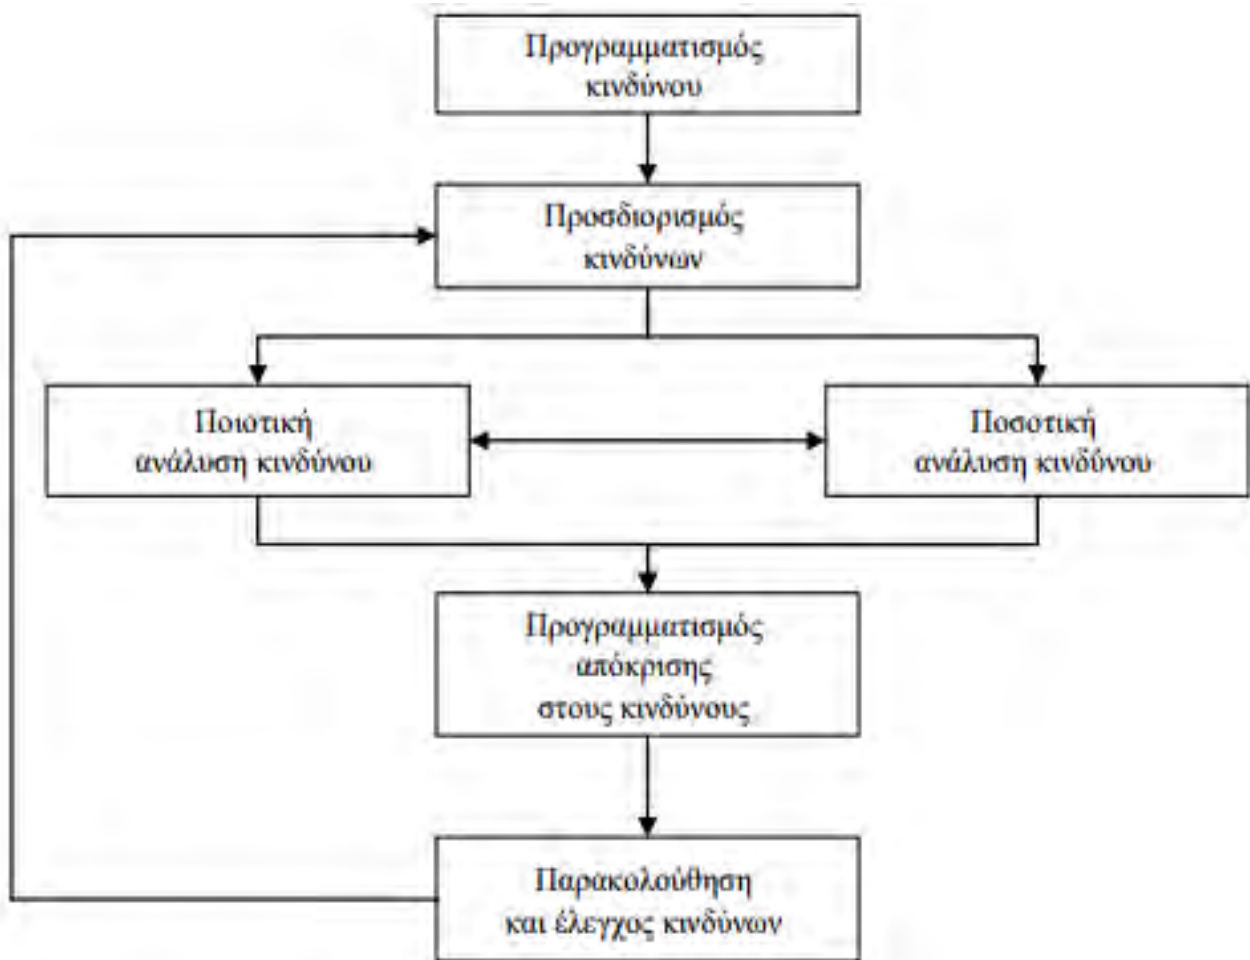 Προγραμματισμός
κινδύνου
Προσδιορισμός
κινδύνων
Ποιοτική
ανάλυση κινδύνου
Ποσοτική
ανάλυση κινδύνου
Προγραμματισμός
απόκρισης
στους κινδύνους
Παρακολούθηση
και έλεγχος κινδύνων